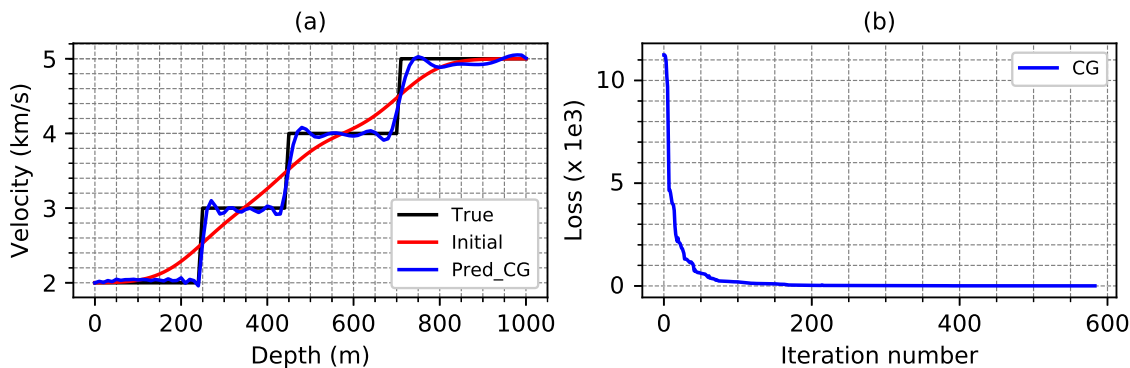 (a)
Velocity (km/s)
5
4
3
2
True
Initial
Pred_CG
0 200 400 600 800 1000
Depth (m)
(b)
Loss (x 1e3)
10
5
0
CG
0 200 400 600
Iteration number